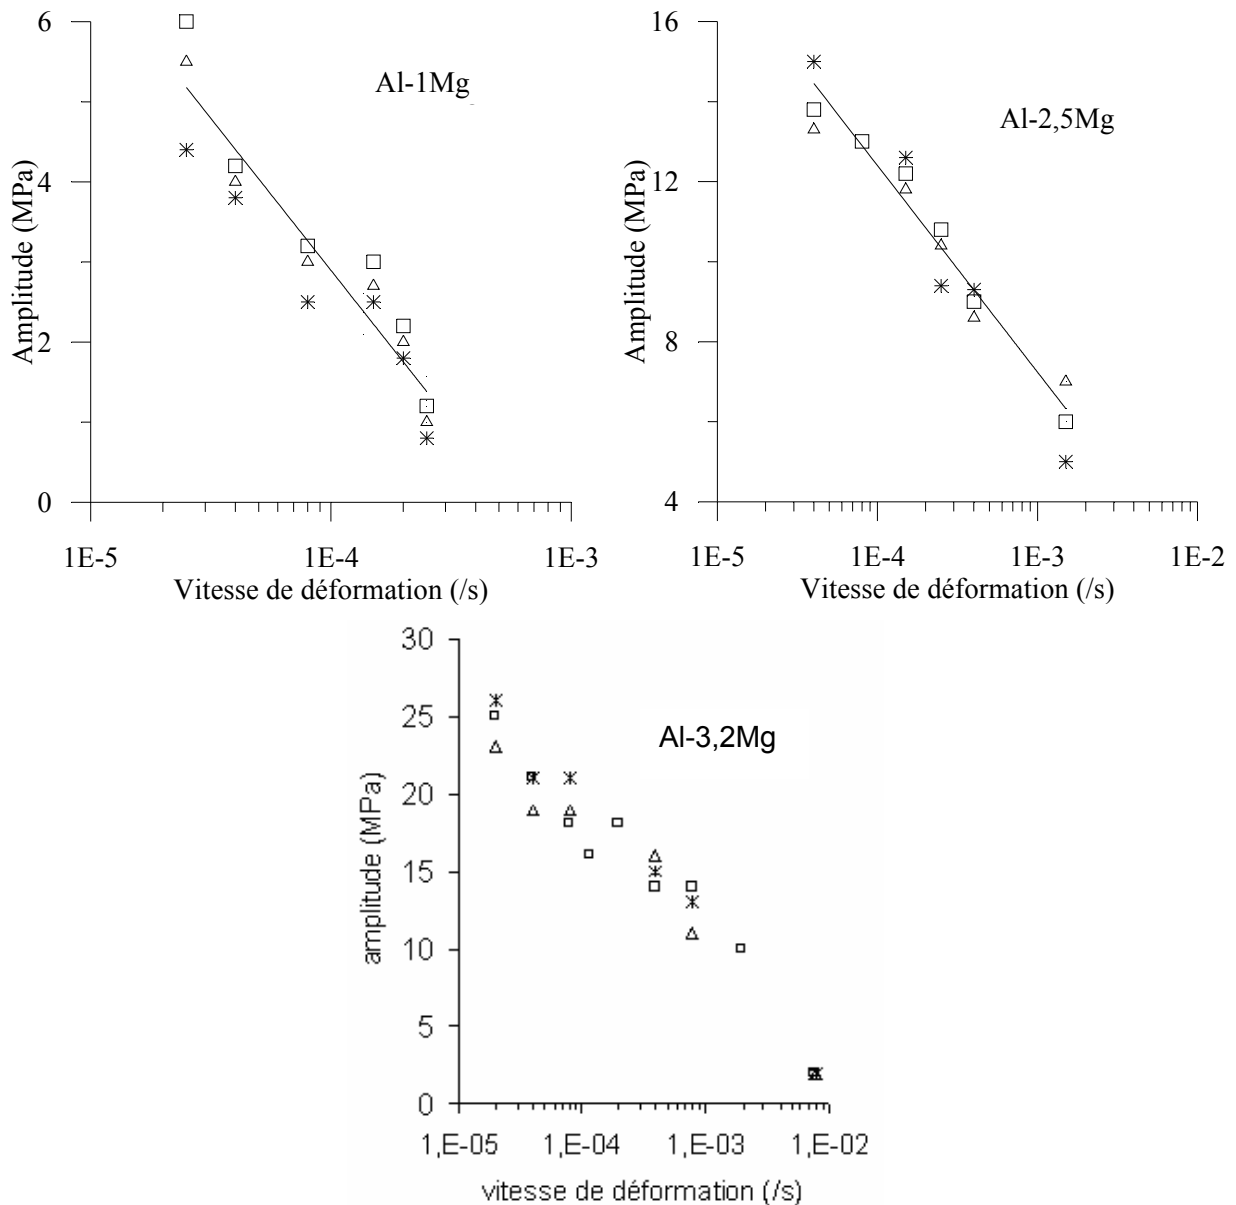 6
4
2
0
Amplitude (MPa)
Al-1Mg
1E-5
1E-4
1E-3
Vitesse de déformation (/s)
16
12
8
4
Amplitude (MPa)
Al-2,5Mg
1E-5
1E-4
1E-3
1E-2
Vitesse de déformation (/s)
30
25
20
15
10
5
0
amplitude (MPa)
Al-3,2Mg
1,E-05
1,E-04
1,E-03
1,E-02
vitesse de déformation (/s)